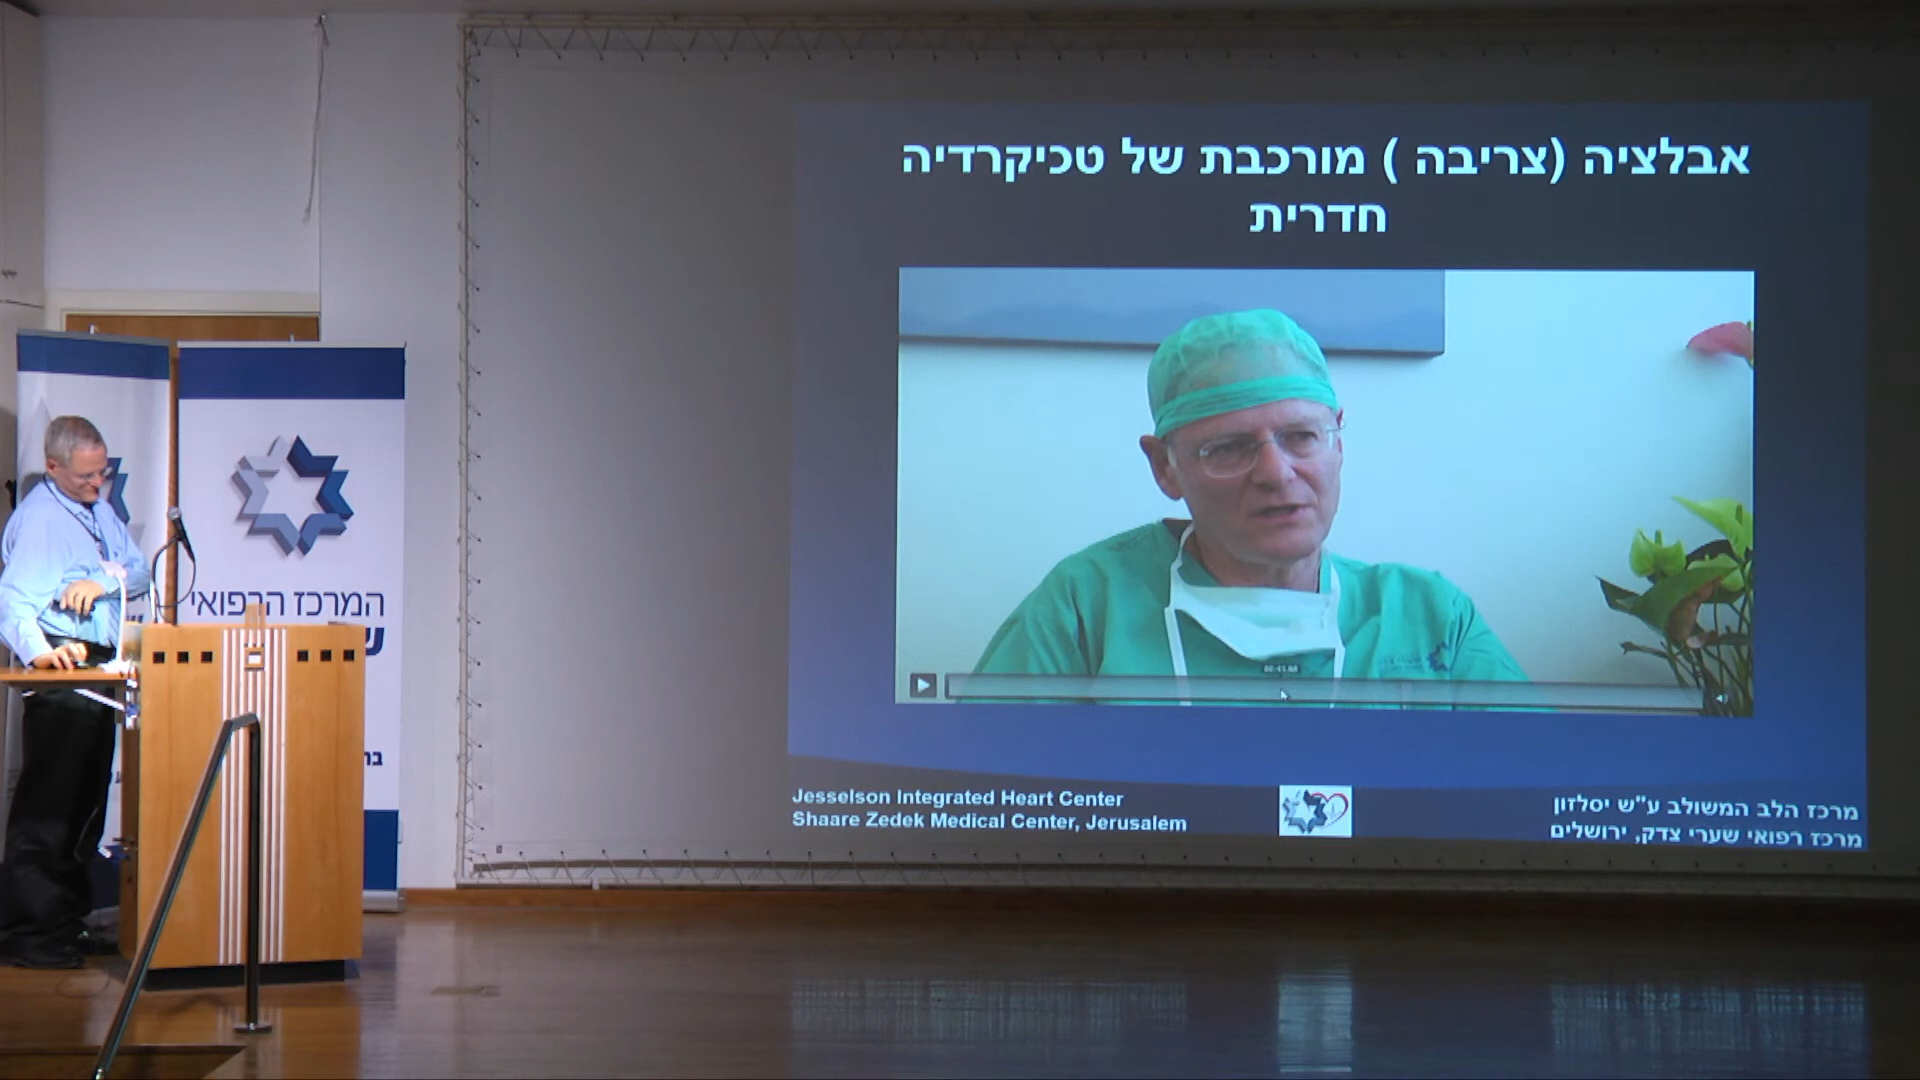 אבלציה (צריבה ) מורכבת של טכיקרדיה
חדרית
Jesselson Integrated Heart Center
Shaare Zedek Medical Center, Jerusalem
מרכז הלב המשולב ע"ש יסלזון
מרכז רפואי שערי צדק, ירושלים
המרכז הרפואי